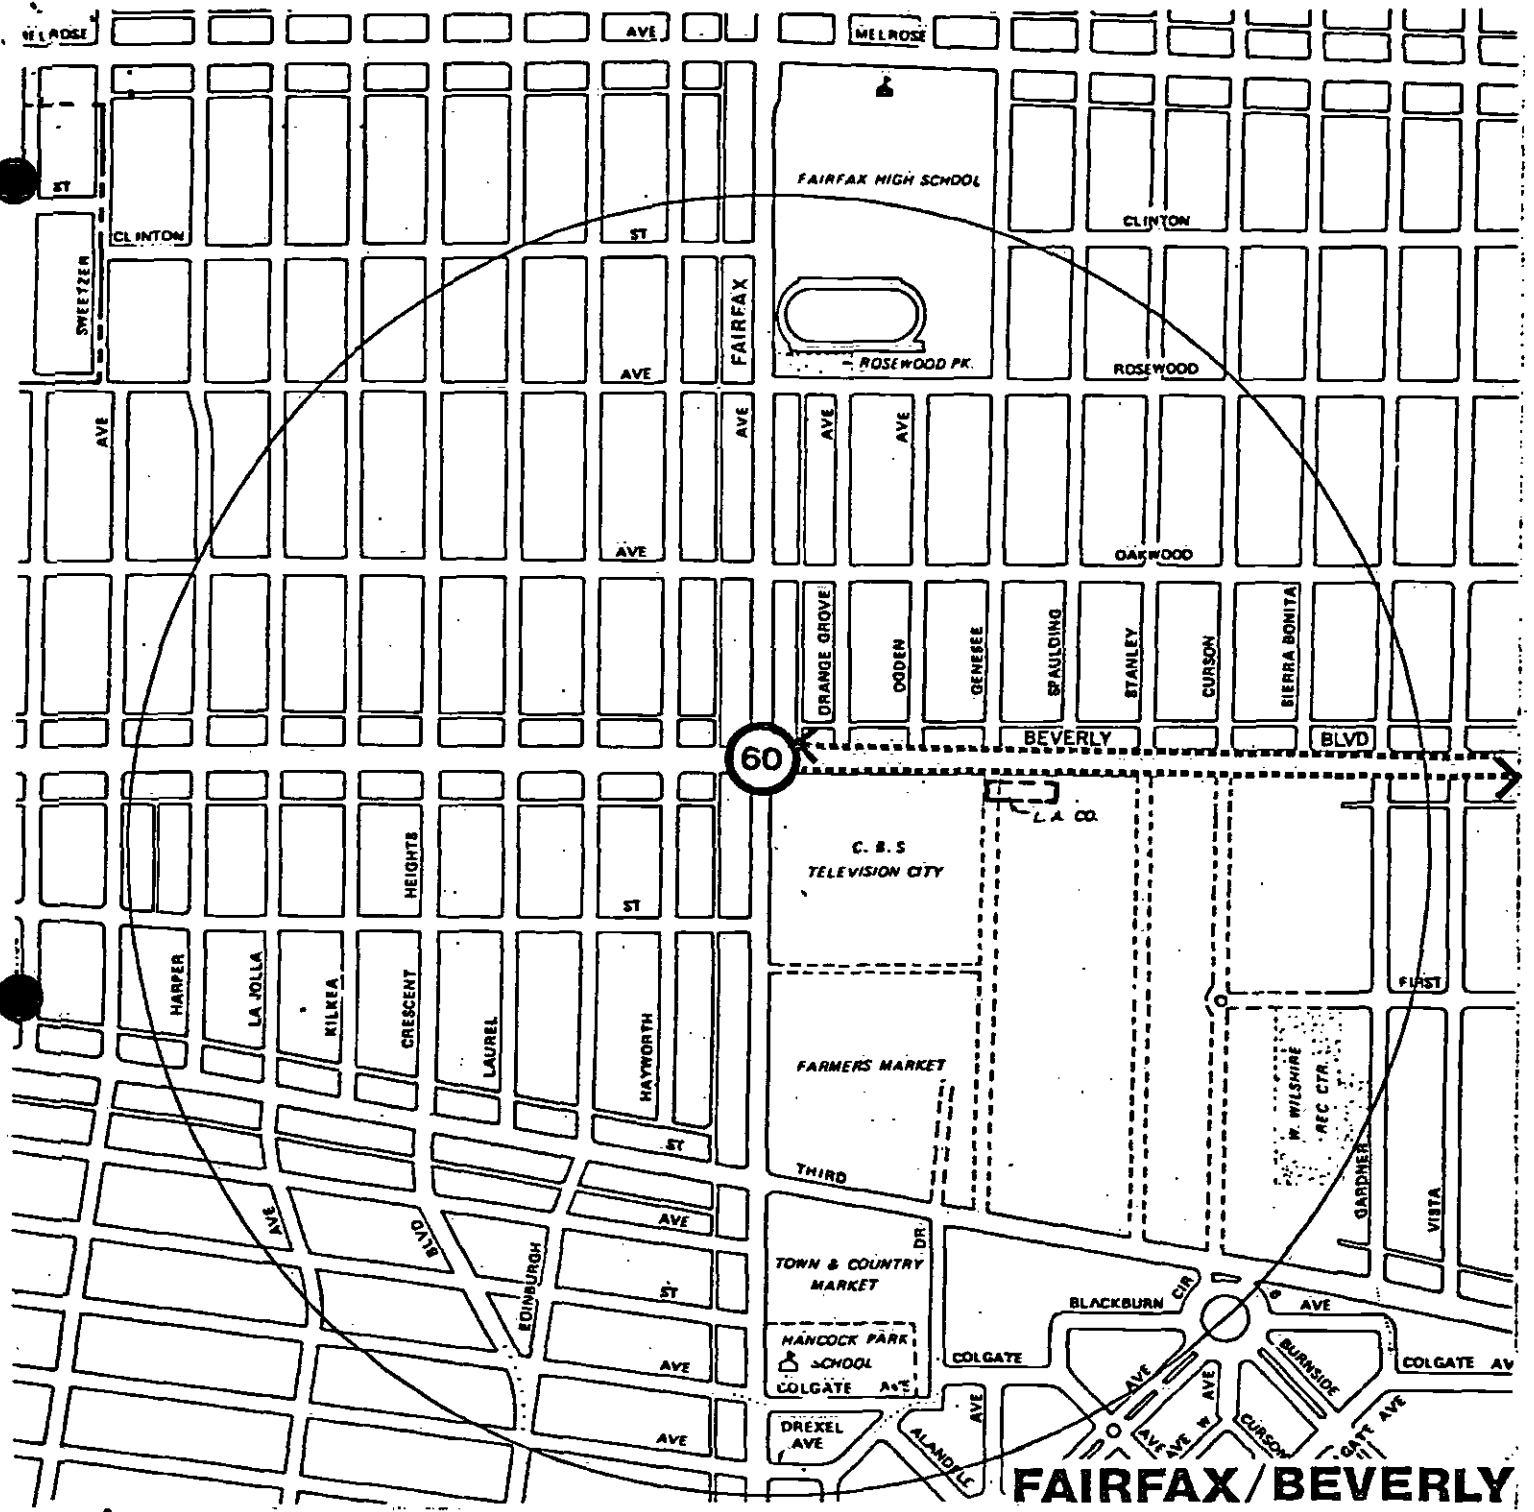 MELROSE
AVE
MELROSE
ST
FAIRFAX HIGH SCHOOL
CLINTON
ST
CLINTON
SWEETZER
FAIRFAX
ROSEWOOD PK.
AVE
ROSEWOOD
AVE
AVE
AVE
AVE
AVE
OAKWOOD
ORANGE GROVE
OGDEN
GENESEE
SPAULDING
STANLEY
CURSON
SIERRA BONITA
60
BEVERLY
BLVD
L.A. CO.
C.B.S
TELEVISION CITY
HEIGHTS
ST
HARPER
LA JOLLA
KILKEA
CRESCENT
LAUREL
HAYWORTH
FIRST
FARMERS MARKET
W. WILSHIRE
REC CTR.
ST
THIRD
GARDNER
VISTA
AVE
BLVD
AVE
DR
EDINBURGH
TOWN & COUNTRY
MARKET
ST
BLACKBURN
CIR
AVE
HANCOCK PARK
SCHOOL
COLGATE AVE
AVE
COLGATE
AVE
AVE
AVE
BURNSIDE
COLGATE AV
DREXEL
AVE
AVE
ALANDELE
AVE
AVE
W
CURSON
GATE AVE
FAIRFAX/BEVERLY